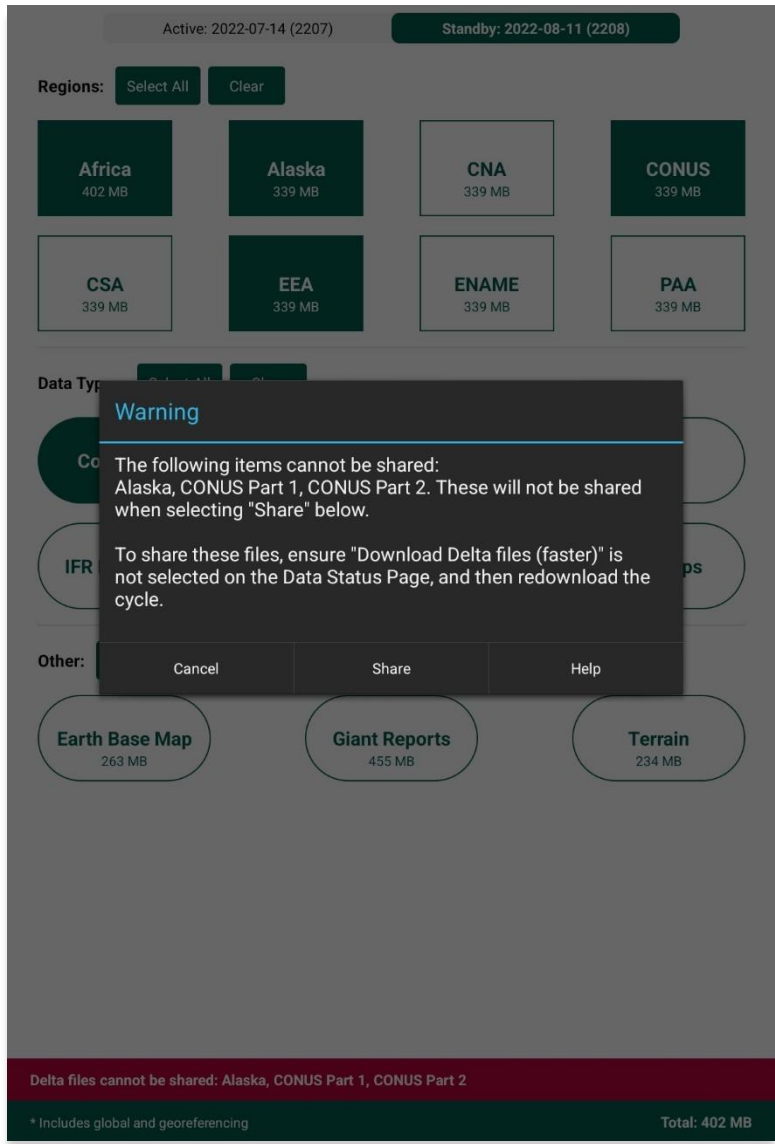 Active: 2022-07-14 (2207) Standby: 2022-08-11 (2208)
Regions: Select All Clear
Africa Alaska CNA CONUS
402 MB 339 MB 339 MB 339 MB
CSA EEA ENAME PAA
339 MB 339 MB 339 MB 339 MB
Data Typ
Warning
Co
The following items cannot be shared:
Alaska, CONUS Part 1, CONUS Part 2. These will not be shared
when selecting "Share" below.
IFR
To share these files, ensure "Download Delta files (faster)" is
not selected on the Data Status Page, and then redownload the
cycle.
ps
Other:
Cancel Share Help
Earth Base Map Giant Reports Terrain
263 MB 455 MB 234 MB
Delta files cannot be shared: Alaska, CONUS Part 1, CONUS Part 2
* Includes global and georeferencing Total: 402 MB